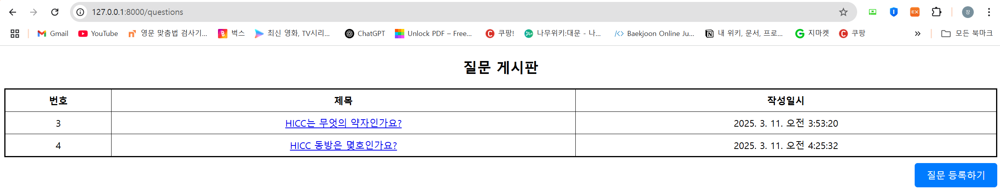 127.0.0.1:8000/questions
EX
장
Gmail YouTube 영문 맞춤법 검사기... 벅스 최신 영화, TV시리... ChatGPT Unlock PDF – Free... 쿠팡! 나무위키:대문 - 나... Baekjoon Online Ju... 내 위키, 문서, 프로... 지마켓 쿠팡 » 모든 북마크
질문 게시판
번호 제목 작성일시
3 HICC는 무엇의 약자인가요? 2025. 3. 11. 오전 3:53:20
4 HICC 동방은 몇호인가요? 2025. 3. 11. 오전 4:25:32
질문 등록하기